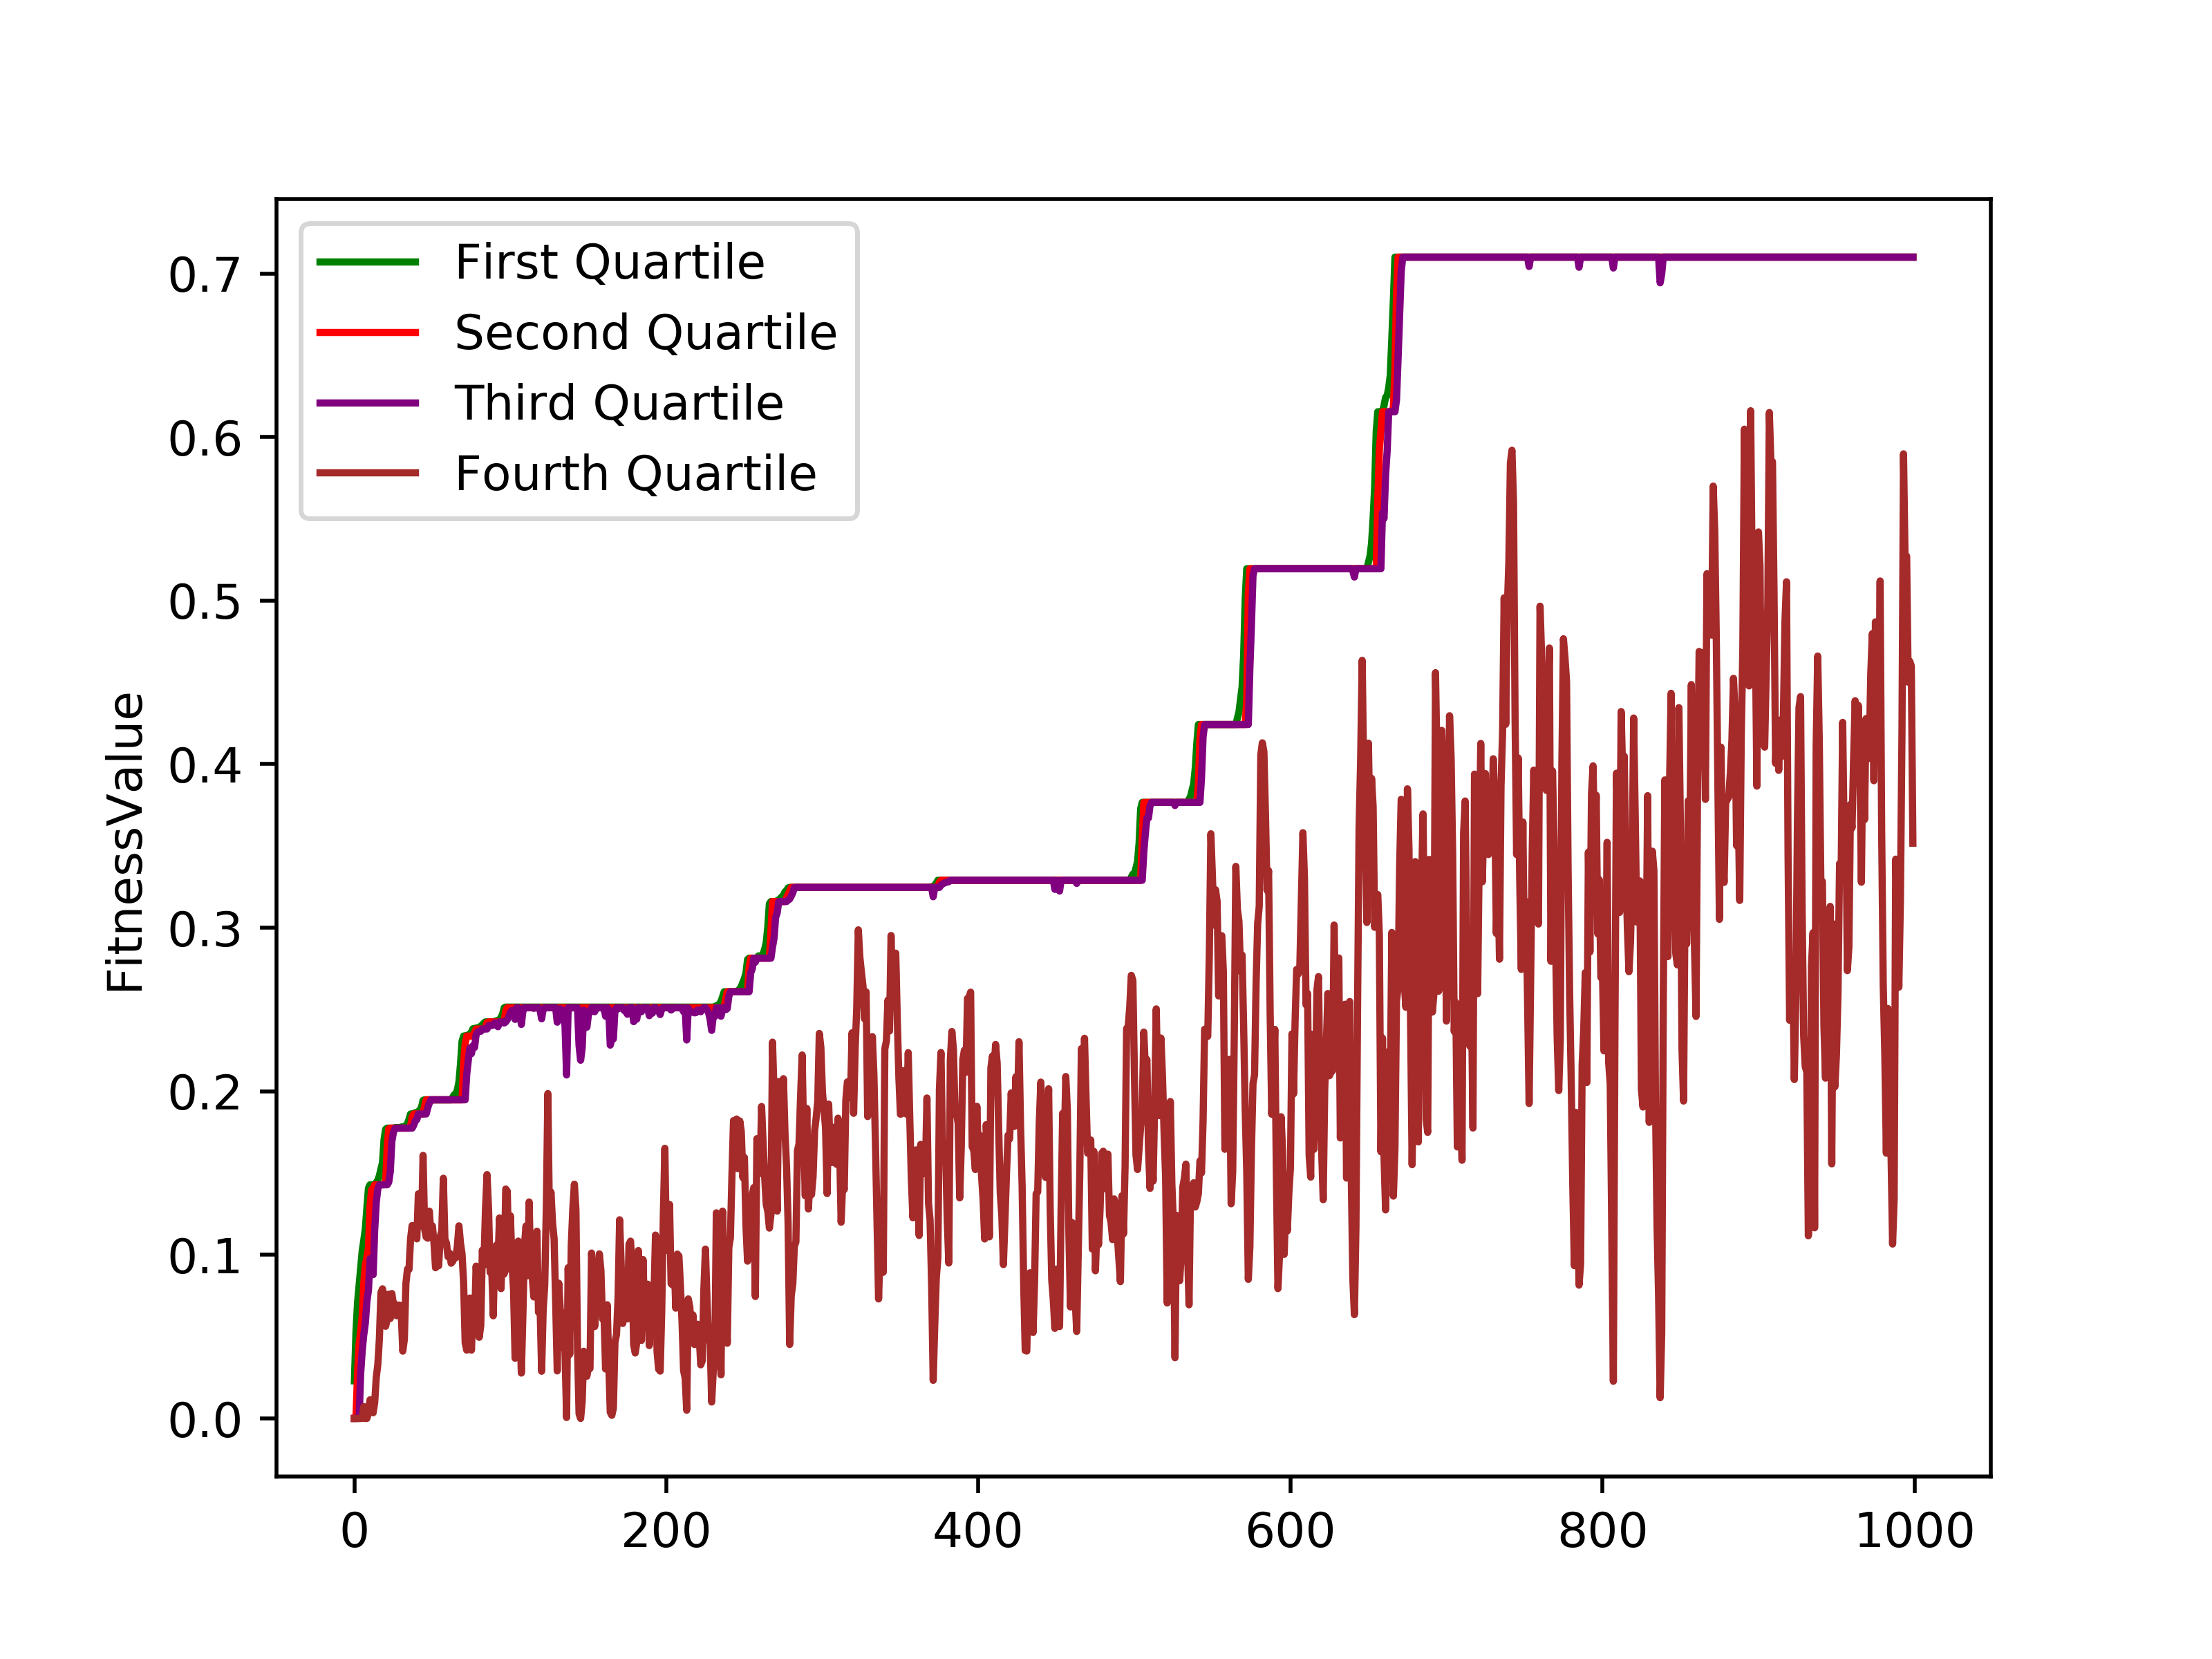 First Quartile
Second Quartile
Third Quartile
Fourth Quartile
FitnessValue
0.7
0.6
0.5
0.4
0.3
0.2
0.1
0.0
0 200 400 600 800 1000